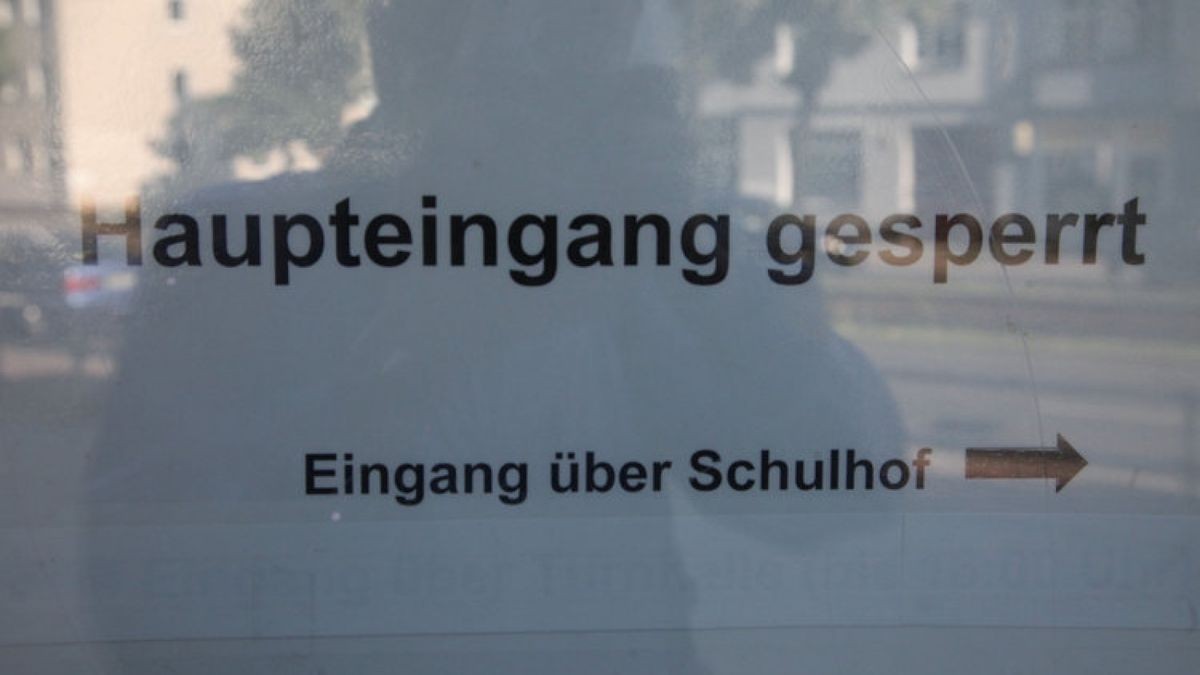 Haupteingang gesperrt
Eingang über Schulhof